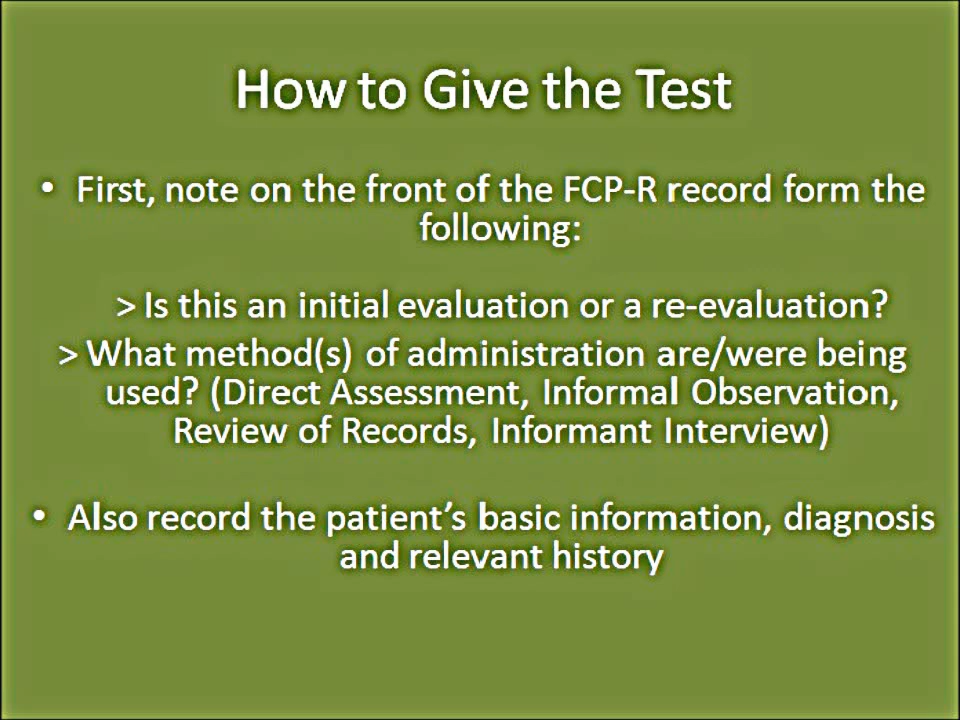 How to Give the Test
• First, note on the front of the FCP-R record form the
following:
> Is this an initial evaluation or a re-evaluation?
> What method(s) of administration are/were being
used? (Direct Assessment, Informal Observation,
Review of Records, Informant Interview)
• Also record the patient’s basic information, diagnosis
and relevant history